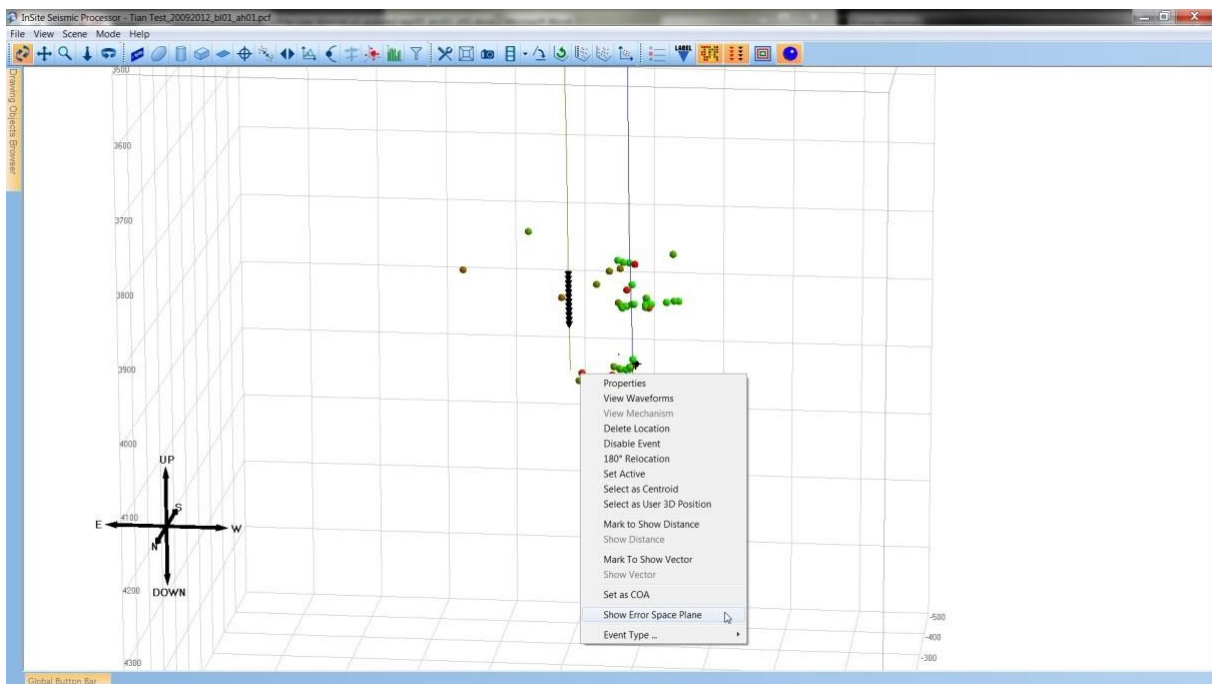 InSite Seismic Processor - Tian Test_20092012_bl01_ah01.pcf
File View Scene Mode Help
LABEL
Drawing Objects Browser
3500
3600
3700
3800
3900
4000
4100
4200
4300
UP
S
E
W
N
DOWN
Properties
View Waveforms
View Mechanism
Delete Location
Disable Event
180° Relocation
Set Active
Select as Centroid
Select as User 3D Position
Mark to Show Distance
Show Distance
Mark To Show Vector
Show Vector
Set as COA
Show Error Space Plane
Event Type ...
-500
-400
-300
Global Button Bar